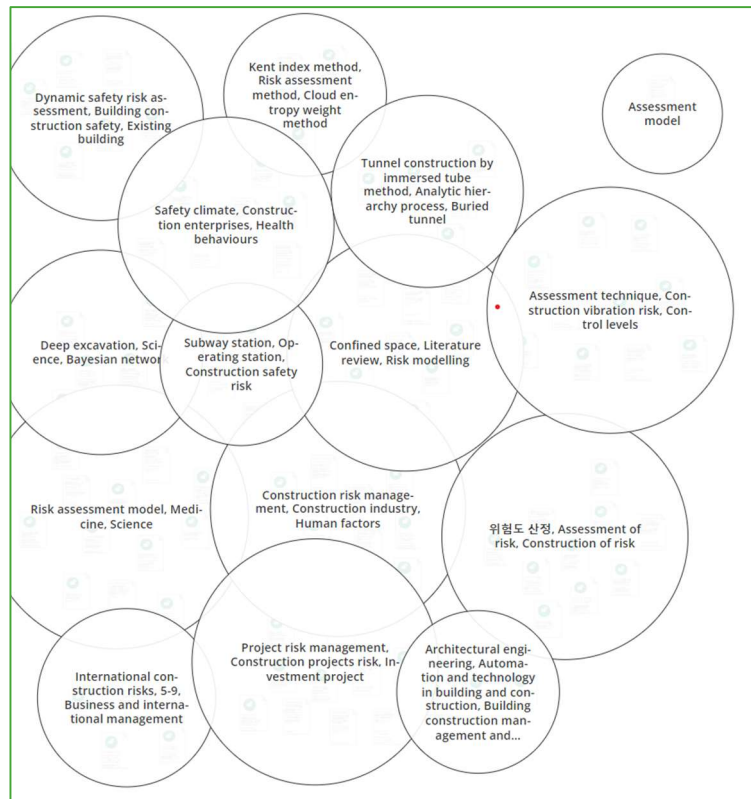 Kent index method,
Risk assessment
method, Cloud en-
tropy weight
method
Dynamic safety risk as-
sessment, Building con-
struction safety, Existing
building
Assessment
model
Tunnel construction by
immersed tube
method, Analytic hier-
archy process, Buried
tunnel
Safety climate, Construc-
tion enterprises, Health
behaviours
Assessment technique, Con-
struction vibration risk, Con-
trol levels
Deep excavation, Sci-
ence, Bayesian networ
Subway station, Op-
erating station,
Construction safety
risk
Confined space, Literature
review, Risk modelling
Risk assessment model, Medi-
cine, Science
Construction risk manage-
ment, Construction industry,
Human factors
위험도 산정, Assessment of
risk, Construction of risk
International con-
struction risks, 5-9,
Business and interna-
tional management
Project risk management,
Construction projects risk, In-
vestment project
Architectural engi-
neering, Automation
and technology
in building and con-
struction, Building
construction man-
agement and...